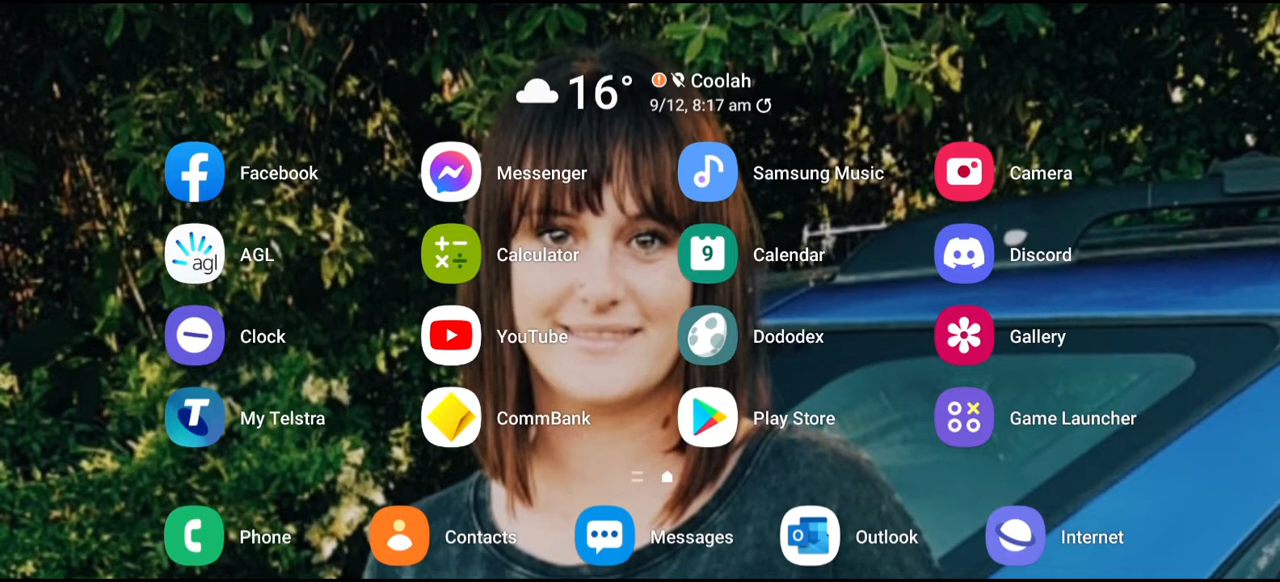 16° Coolah
9/12, 8:17 am
Facebook Messenger Samsung Music Camera
agl AGL Calculator 9 Calendar Discord
Clock YouTube Dododex Gallery
T My Telstra CommBank Play Store Game Launcher
Phone Contacts Messages O Outlook Internet